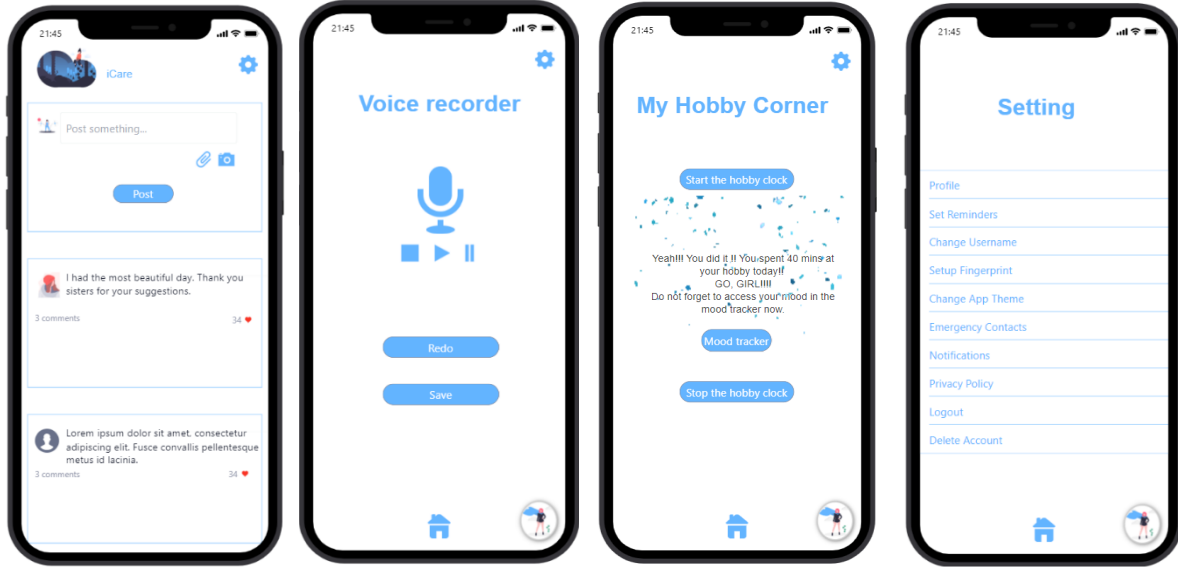 21:45
iCare
Post something...
Post
I had the most beautiful day. Thank you
sisters for your suggestions.
3 comments
34
Lorem ipsum dolor sit amet, consectetur
adipiscing elit. Fusce convallis pellentesque
metus id lacinia.
3 comments
34
21:45
Voice recorder
Redo
Save
21:45
My Hobby Corner
Start the hobby clock
Yeah!!! You did it !! You spent 40 mins at
your hobby today!!
GO, GIRL!!!!
Do not forget to access your mood in the
mood tracker now.
Mood tracker
Stop the hobby clock
21:45
Setting
Profile
Set Reminders
Change Username
Setup Fingerprint
Change App Theme
Emergency Contacts
Notifications
Privacy Policy
Logout
Delete Account